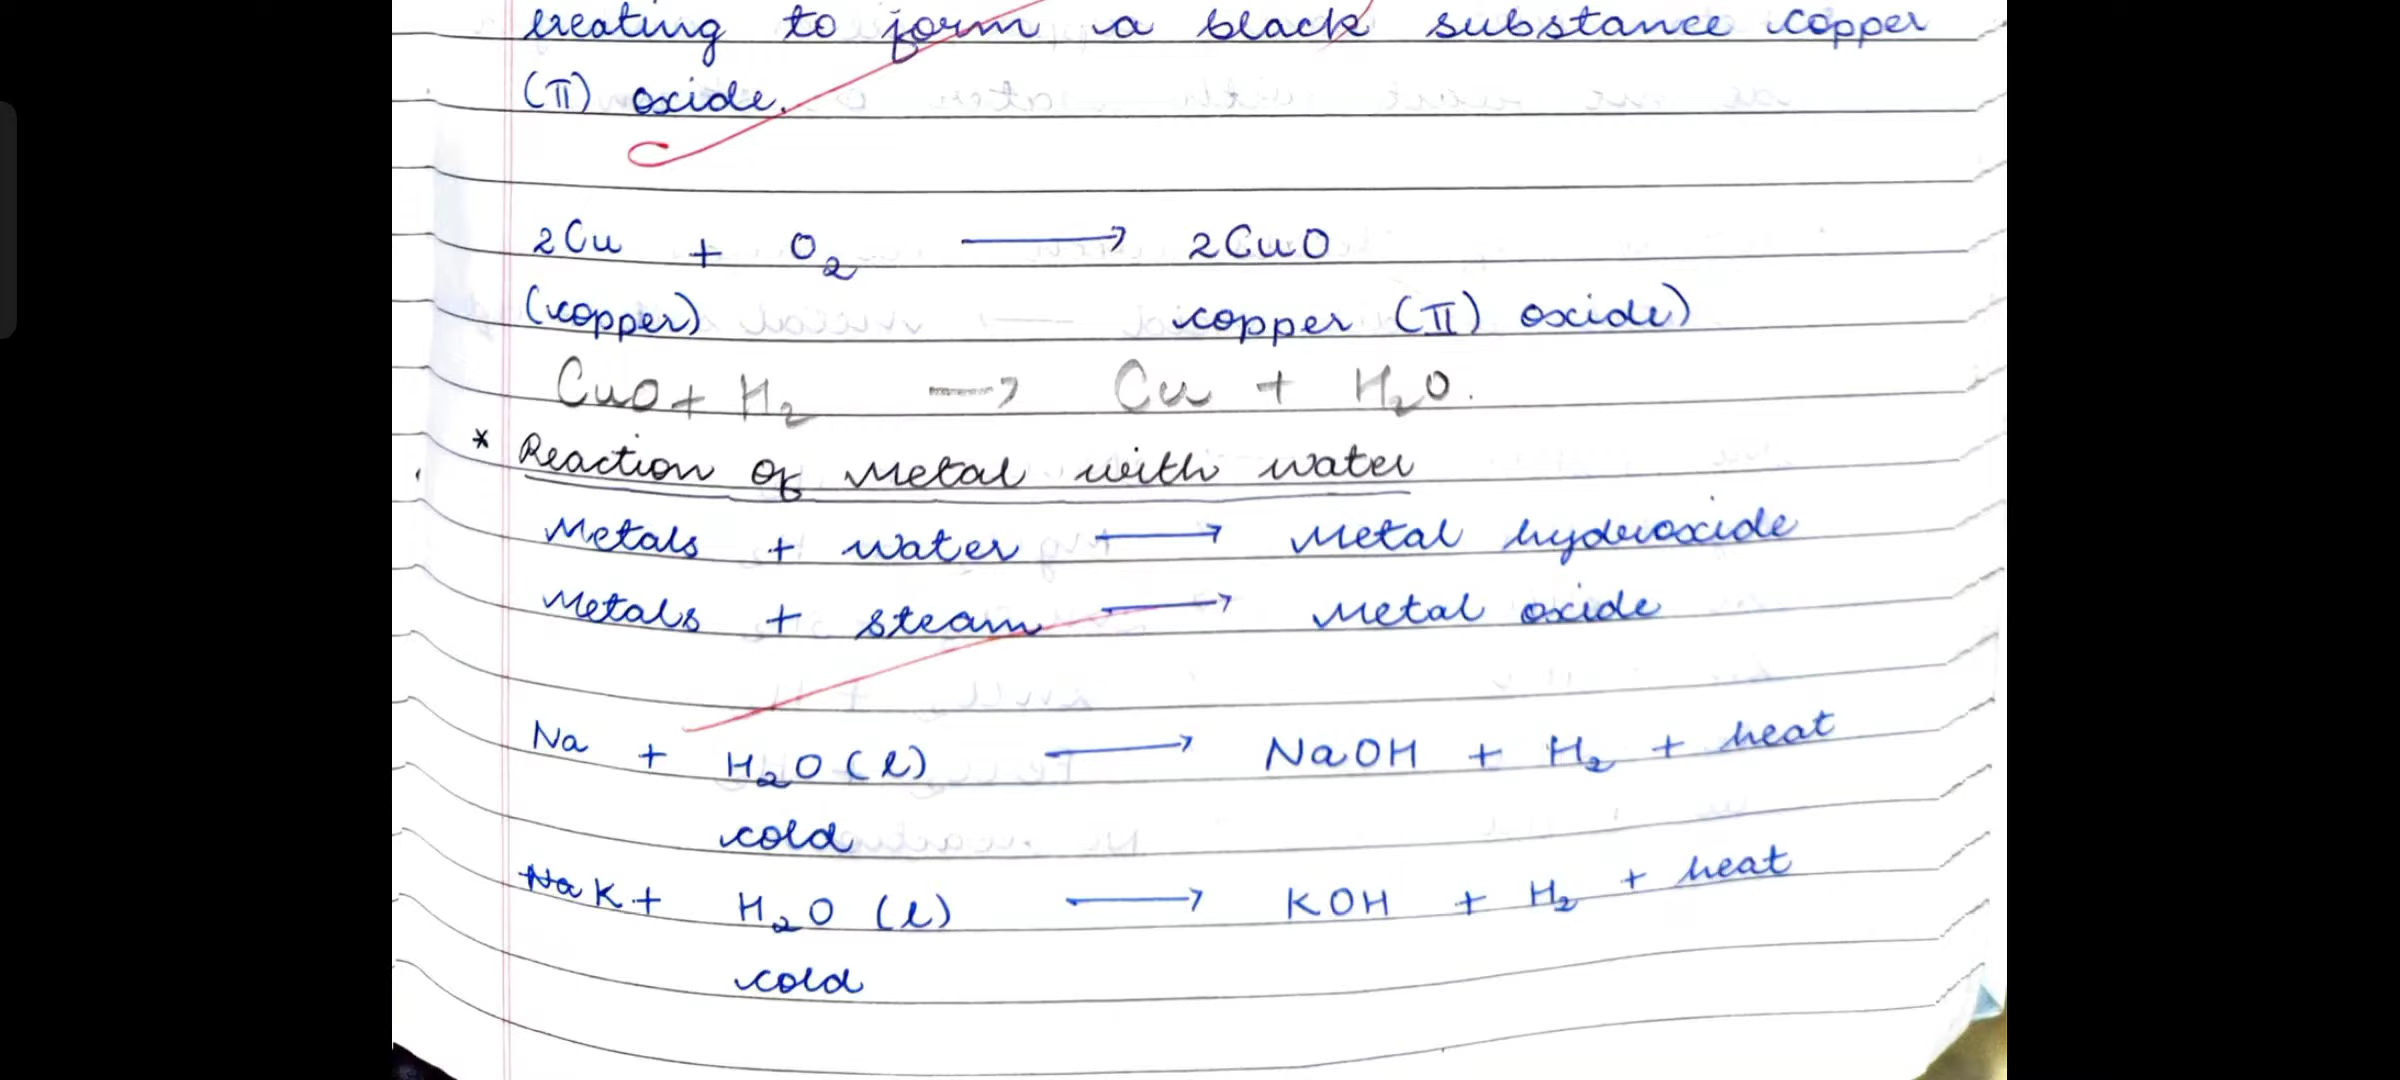 heating to form a black substance copper
(II) oxide.
2Cu + O2 ⟶ 2CuO
(copper) copper (II) oxide)
CuO + H2 ⟶ Cu + H2O.
* Reaction of Metal with water
Metals + water ⟶ Metal hydroxide
Metals + steam ⟶ Metal oxide
Na + H2O (l) ⟶ NaOH + H2 + heat
cold
K + H2O (l) ⟶ KOH + H2 + heat
cold